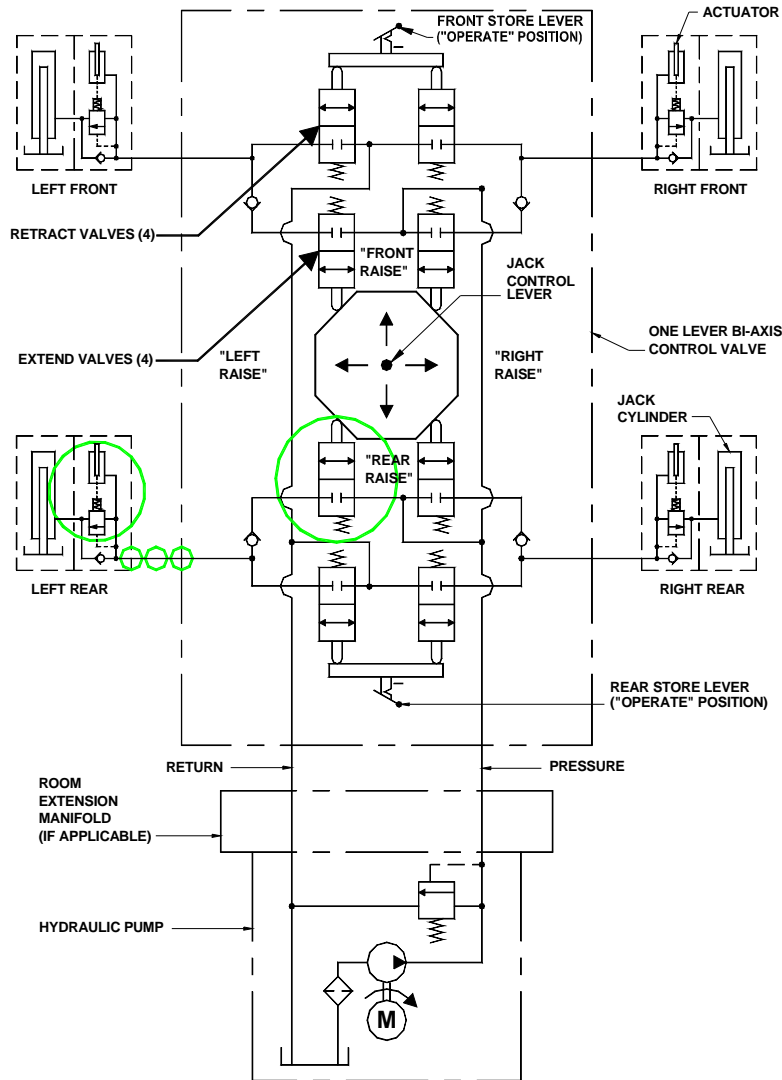 FRONT STORE LEVER
("OPERATE" POSITION)
ACTUATOR
LEFT FRONT
RIGHT FRONT
RETRACT VALVES (4)
"FRONT
RAISE"
JACK
CONTROL
LEVER
EXTEND VALVES (4)
"LEFT
RAISE"
"RIGHT
RAISE"
ONE LEVER BI-AXIS
CONTROL VALVE
JACK
CYLINDER
"REAR
RAISE"
LEFT REAR
RIGHT REAR
REAR STORE LEVER
("OPERATE" POSITION)
RETURN
PRESSURE
ROOM
EXTENSION
MANIFOLD
(IF APPLICABLE)
HYDRAULIC PUMP
M